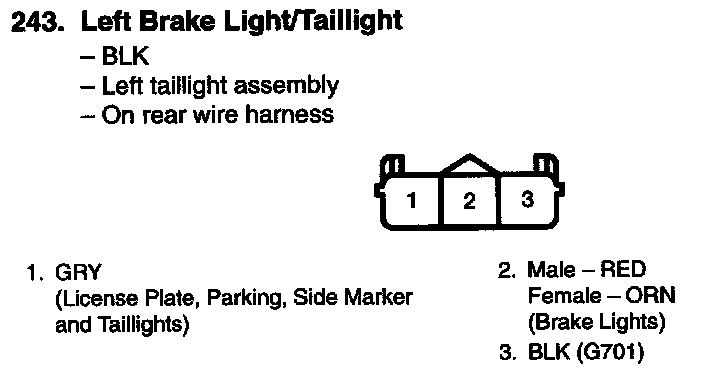 243. Left Brake Light/Taillight
– BLK
– Left taillight assembly
– On rear wire harness
1 2 3
1. GRY
(License Plate, Parking, Side Marker
and Taillights)
2. Male – RED
Female – ORN
(Brake Lights)
3. BLK (G701)